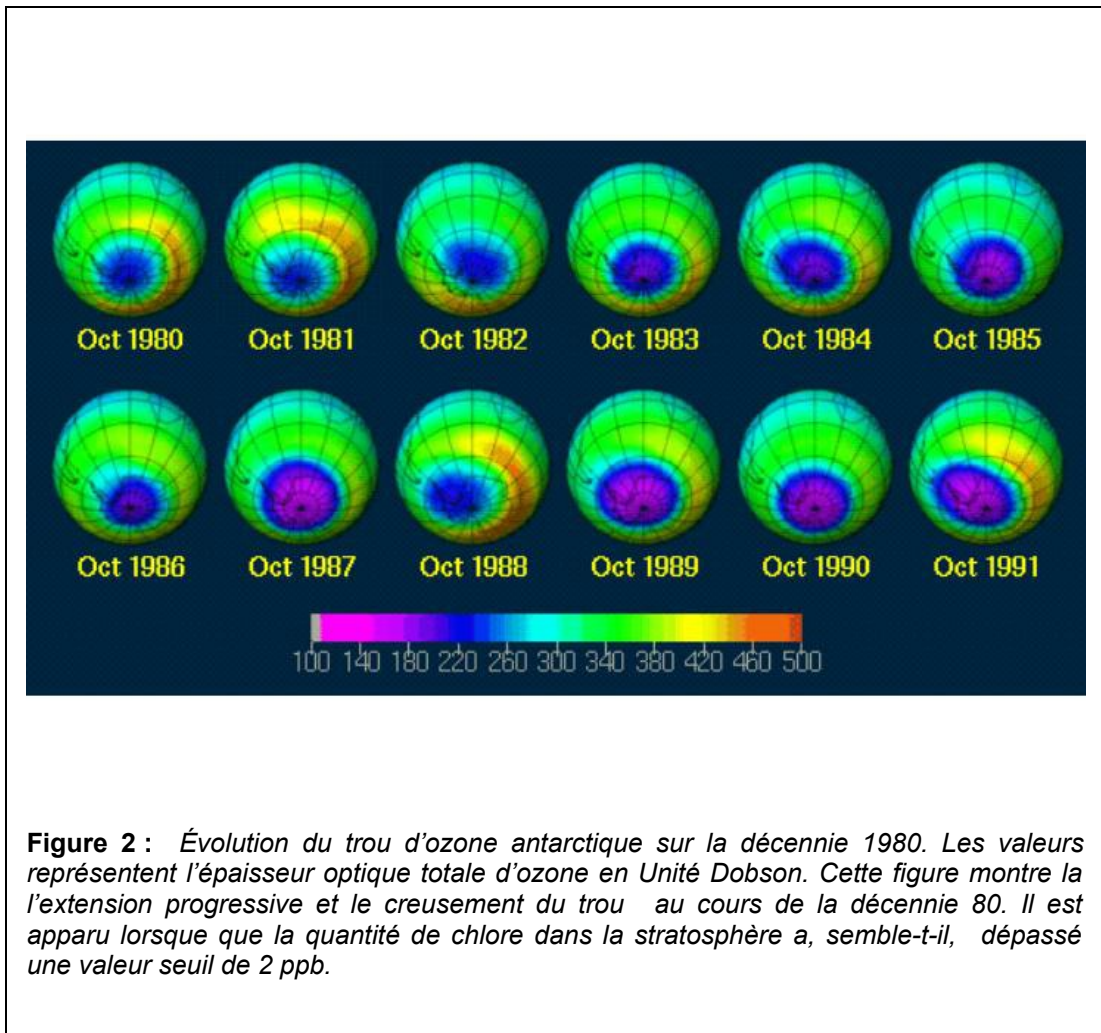 Oct 1980 Oct 1981 Oct 1982 Oct 1983 Oct 1984 Oct 1985
Oct 1986 Oct 1987 Oct 1988 Oct 1989 Oct 1990 Oct 1991
100 140 180 220 260 300 340 380 420 460 500
Figure 2 : Évolution du trou d’ozone antarctique sur la décennie 1980. Les valeurs
représentent l’épaisseur optique totale d’ozone en Unité Dobson. Cette figure montre la
l’extension progressive et le creusement du trou au cours de la décennie 80. Il est
apparu lorsque que la quantité de chlore dans la stratosphère a, semble-t-il, dépassé
une valeur seuil de 2 ppb.